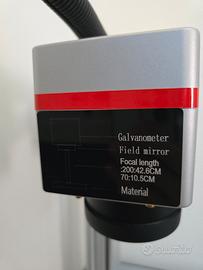 Galvanometer
Field mirror
Focal length
:200:42.6CM
70:10.5CM
Material